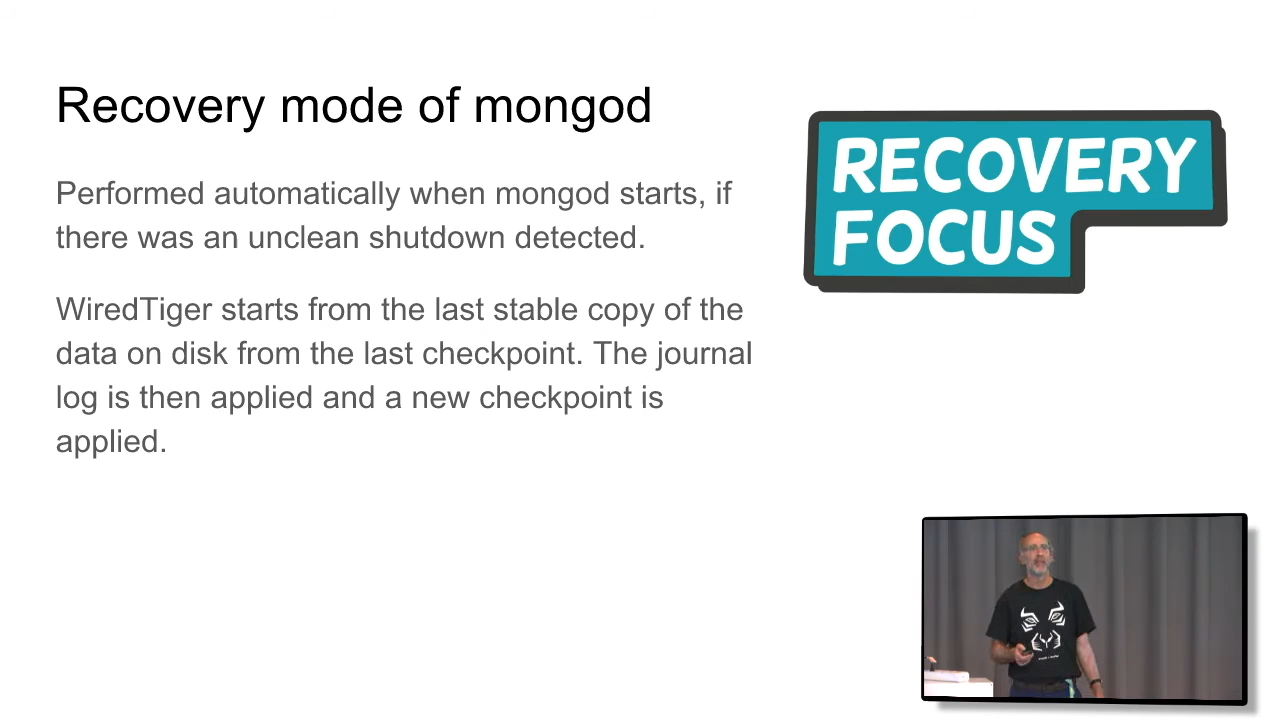 Recovery mode of mongod
Performed automatically when mongod starts, if
there was an unclean shutdown detected.
WiredTiger starts from the last stable copy of the
data on disk from the last checkpoint. The journal
log is then applied and a new checkpoint is
applied.
RECOVERY
FOCUS